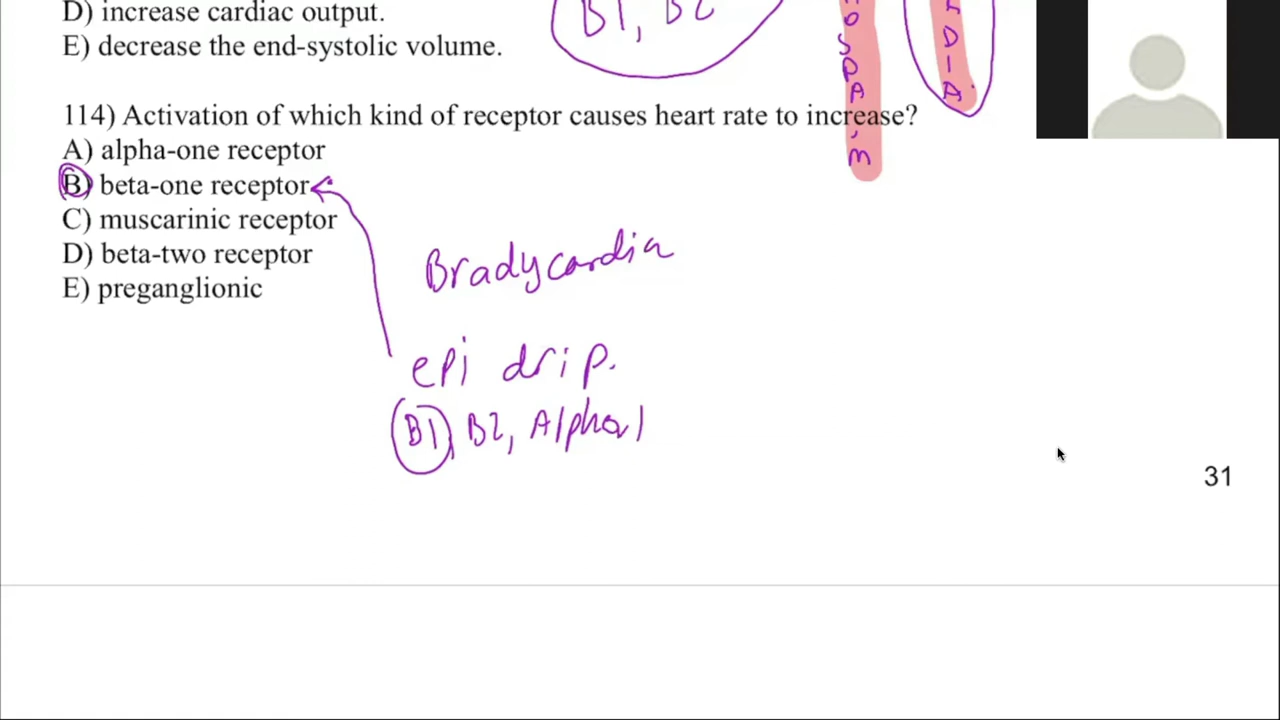 D) increase cardiac output.
B1, B2
E) decrease the end-systolic volume.
114) Activation of which kind of receptor causes heart rate to increase?
A) alpha-one receptor
B) beta-one receptor
C) muscarinic receptor
D) beta-two receptor
E) preganglionic
Bradycardia
epi drip.
B1, B2, Alpha1
31